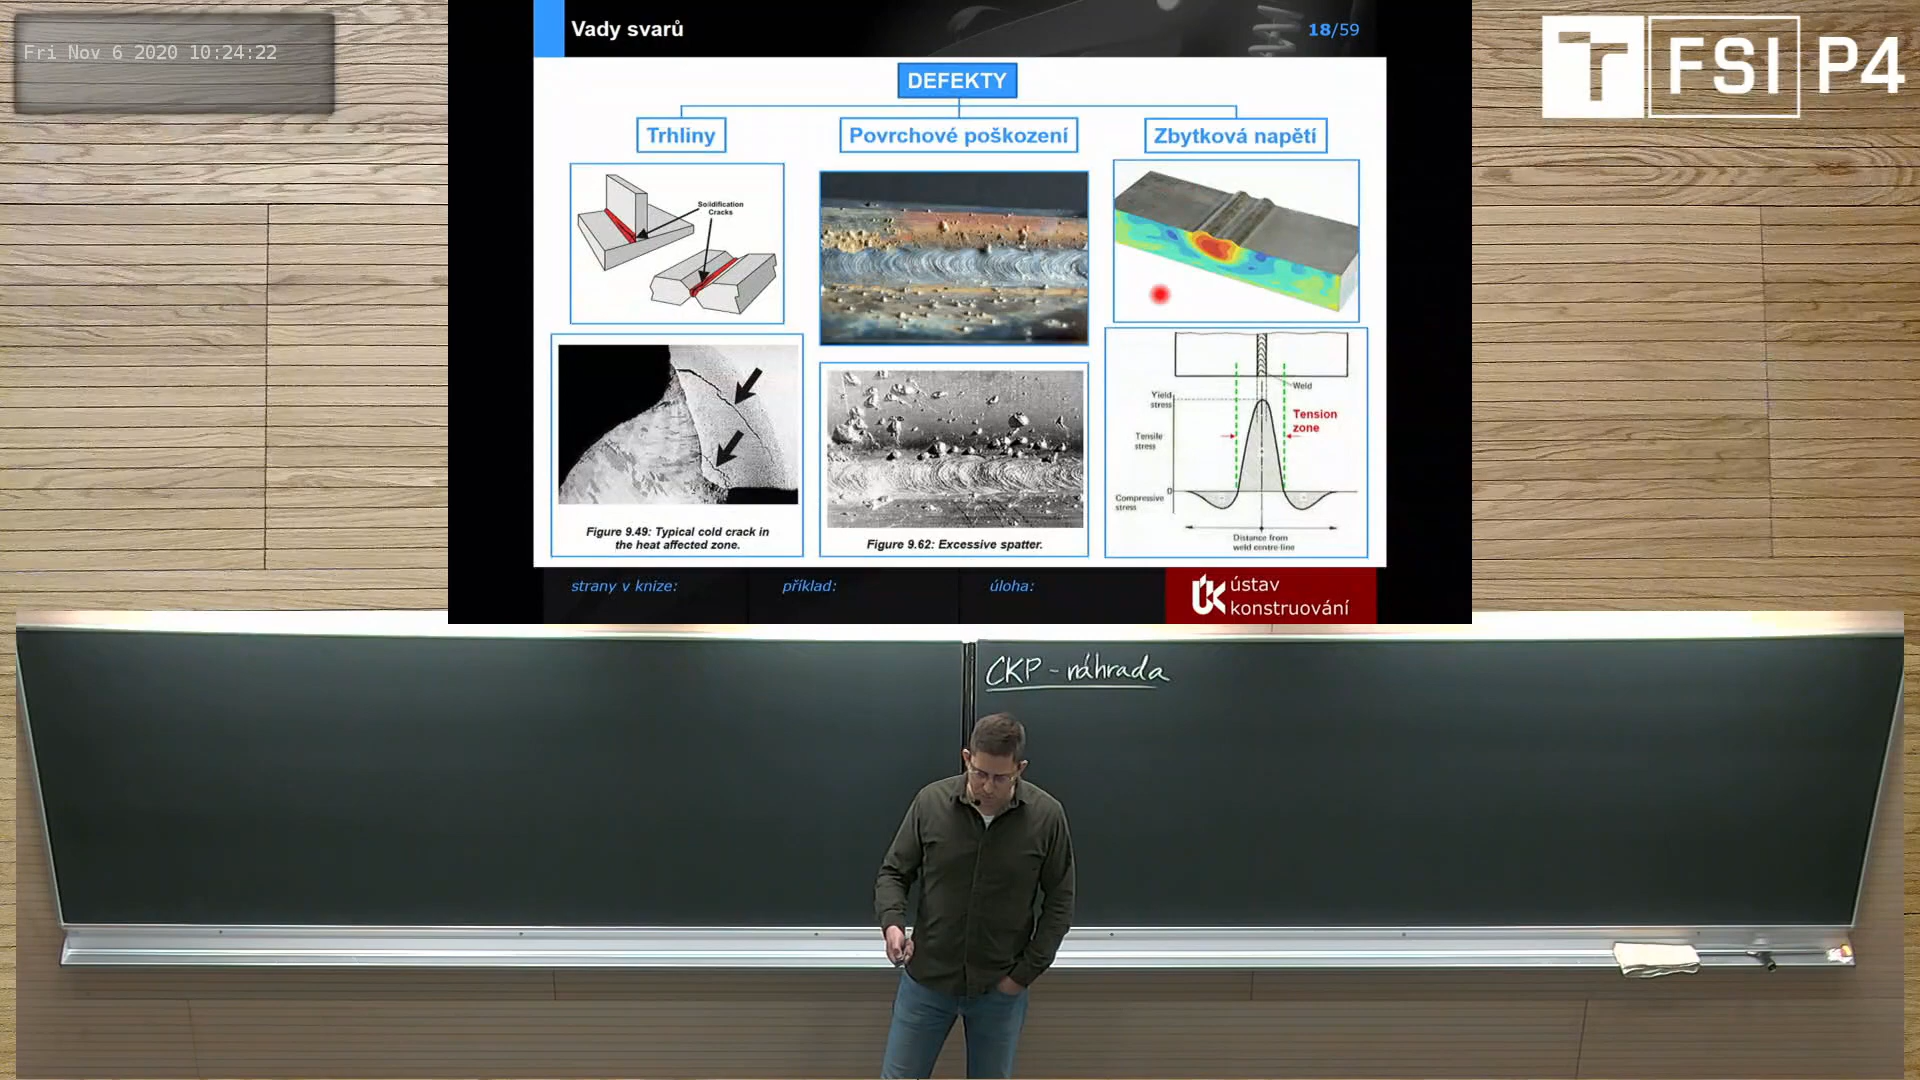 Fri Nov 6 2020 10:24:22
Vady svarů
18/59
FSI P4
DEFEKTY
Trhliny
Povrchové poškození
Zbytková napětí
Solidification
Cracks
Figure 9.49: Typical cold crack in
the heat affected zone.
Figure 9.62: Excessive spatter.
Weld
Yield
stress
Tension
zone
Tensile
stress
0
Compressive
stress
Distance from
weld centre-line
strany v knize:
příklad:
úloha:
ústav
konstruování
CKP - náhrada